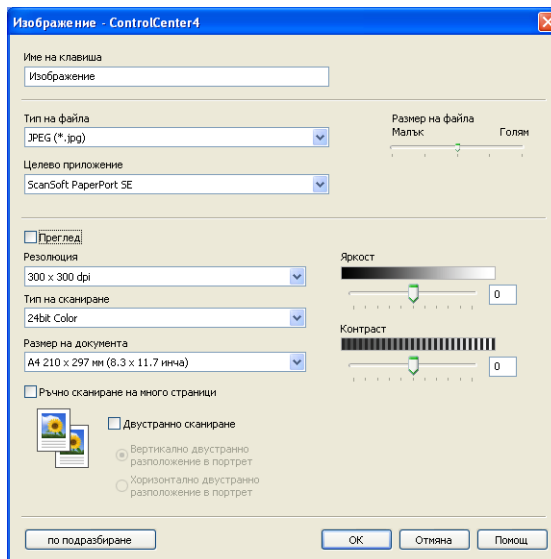 Изображение - ControlCenter4
Име на клавиша
Изображение
Тип на файла
JPEG (*.jpg)
Размер на файла
Малък Голям
Целево приложение
ScanSoft PaperPort SE
Преглед
Резолюция
300 x 300 dpi
Яркост
0
Тип на сканиране
24bit Color
Контраст
0
Размер на документа
A4 210 x 297 мм (8.3 x 11.7 инча)
Ръчно сканиране на много страници
Двустранно сканиране
Вертикално двустранно
разположение в портрет
Хоризонтално двустранно
разположение в портрет
по подразбиране
ОК
Отмяна
Помощ